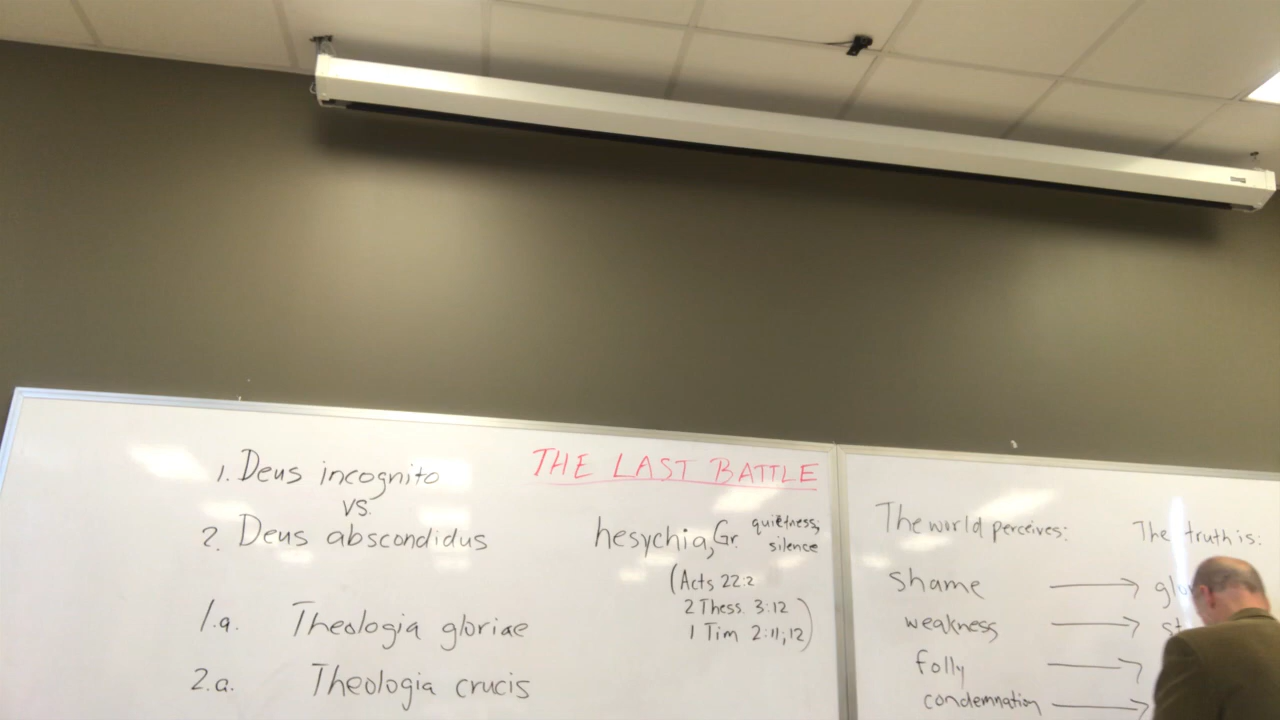 1. Deus incognito
vs.
2. Deus abscondidus
1.a. Theologia gloriae
2.a. Theologia crucis
THE LAST BATTLE
hesychia, Gr. quietness;
silence
(Acts 22:2
2 Thess. 3:12
1 Tim 2:11,12)
The world perceives: The truth is:
shame →
weakness →
folly →
condemnation →